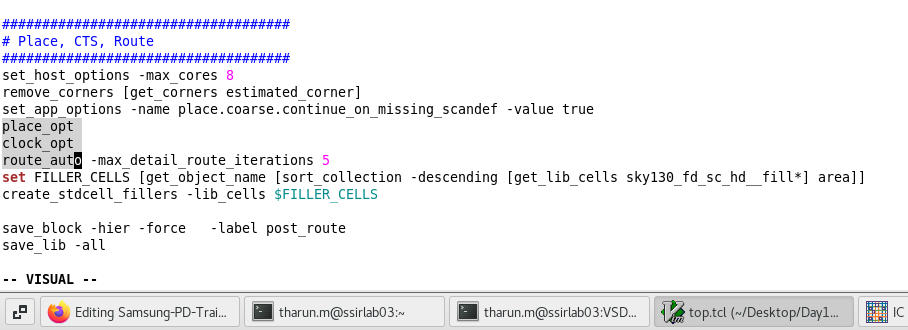 ####################################
# Place, CTS, Route
####################################
set_host_options -max_cores 8
remove_corners [get_corners estimated_corner]
set_app_options -name place.coarse.continue_on_missing_scandef -value true
place_opt
clock_opt
route_auto -max_detail_route_iterations 5
set FILLER_CELLS [get_object_name [sort_collection -descending [get_lib_cells sky130_fd_sc_hd__fill*] area]]
create_stdcell_fillers -lib_cells $FILLER_CELLS
save_block -hier -force   -label post_route
save_lib -all
-- VISUAL --
Editing Samsung-PD-Trai... tharun.m@ssirlab03:~ tharun.m@ssirlab03:VSD... top.tcl (~/Desktop/Day1... IC